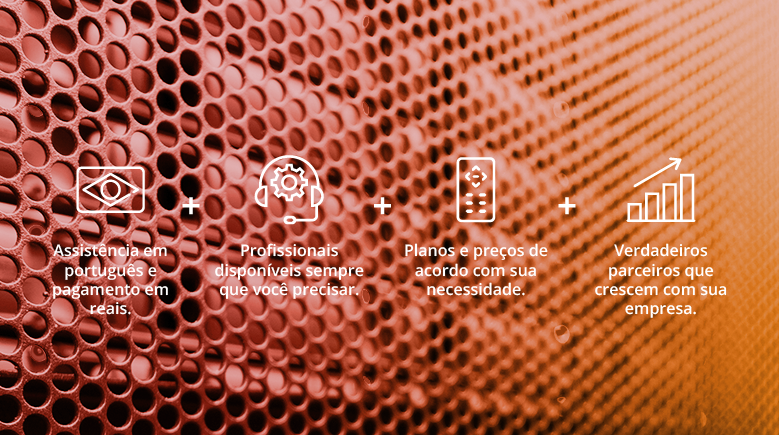 Assistência em
português e
pagamento em
reais.
Profissionais
disponíveis sempre
que você precisar.
Planos e preços de
acordo com sua
necessidade.
Verdadeiros
parceiros que
crescem com sua
empresa.